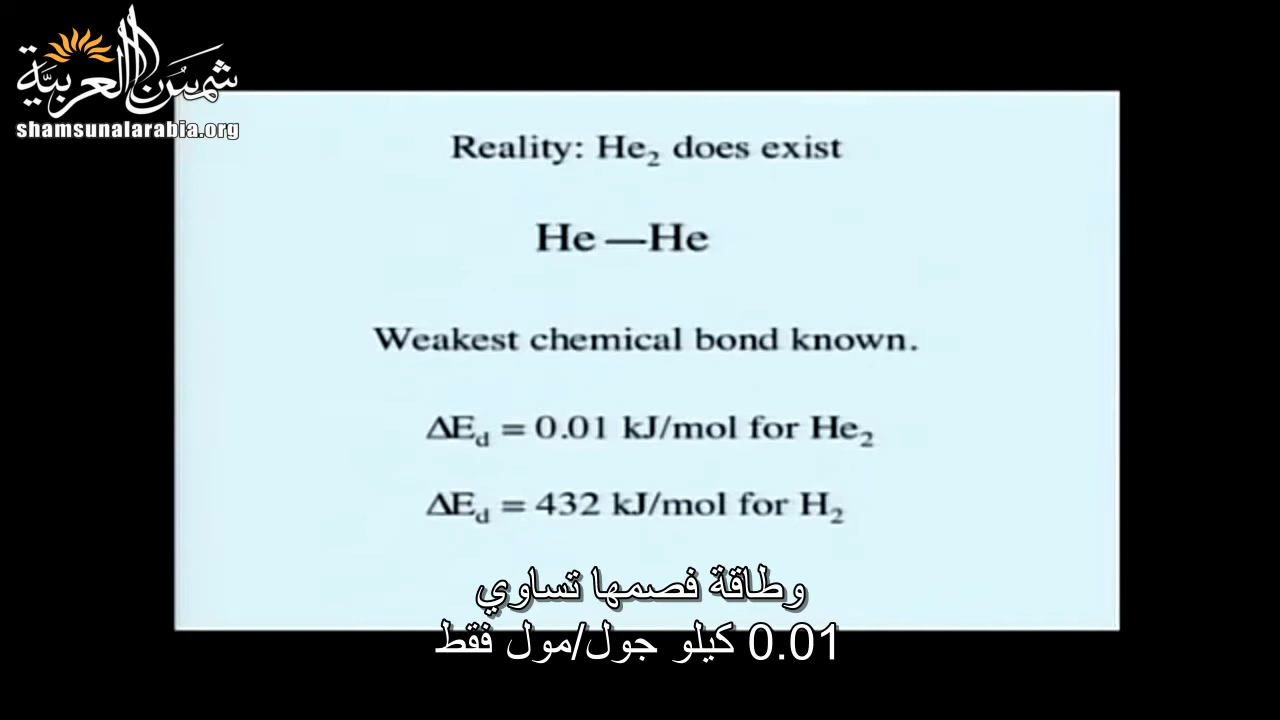 شمس العربية
shamsunalarabia.org
Reality: He₂ does exist
He—He
Weakest chemical bond known.
ΔE_d = 0.01 kJ/mol for He₂
ΔE_d = 432 kJ/mol for H₂
وطاقة فصمها تساوي
0.01 كيلو جول/مول فقط